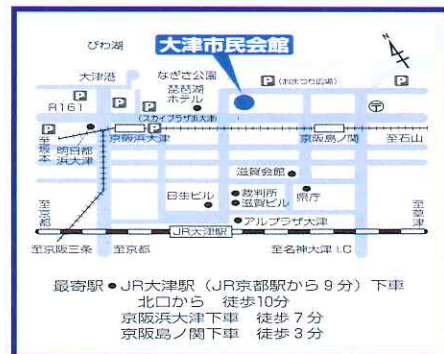 大津市民会館
びわ湖
大津港
なぎさ公園
琵琶湖
ホテル
P
(おまつり広場)
P
P
P
R161
(スカイプラザ浜大津)
P
〒
至坂本
P
明日都
浜大津
京阪浜大津
P
京阪島ノ関
至石山
滋賀会館
裁判所
県庁
日生ビル
滋賀ビル
アルプラザ大津
至京都
JR大津駅
至草津
至京阪三条
至京都
至名神大津I.C
N
最寄駅●JR大津駅(JR京都駅から9分)下車
北口から 徒歩10分
京阪浜大津下車 徒歩7分
京阪島ノ関下車 徒歩3分